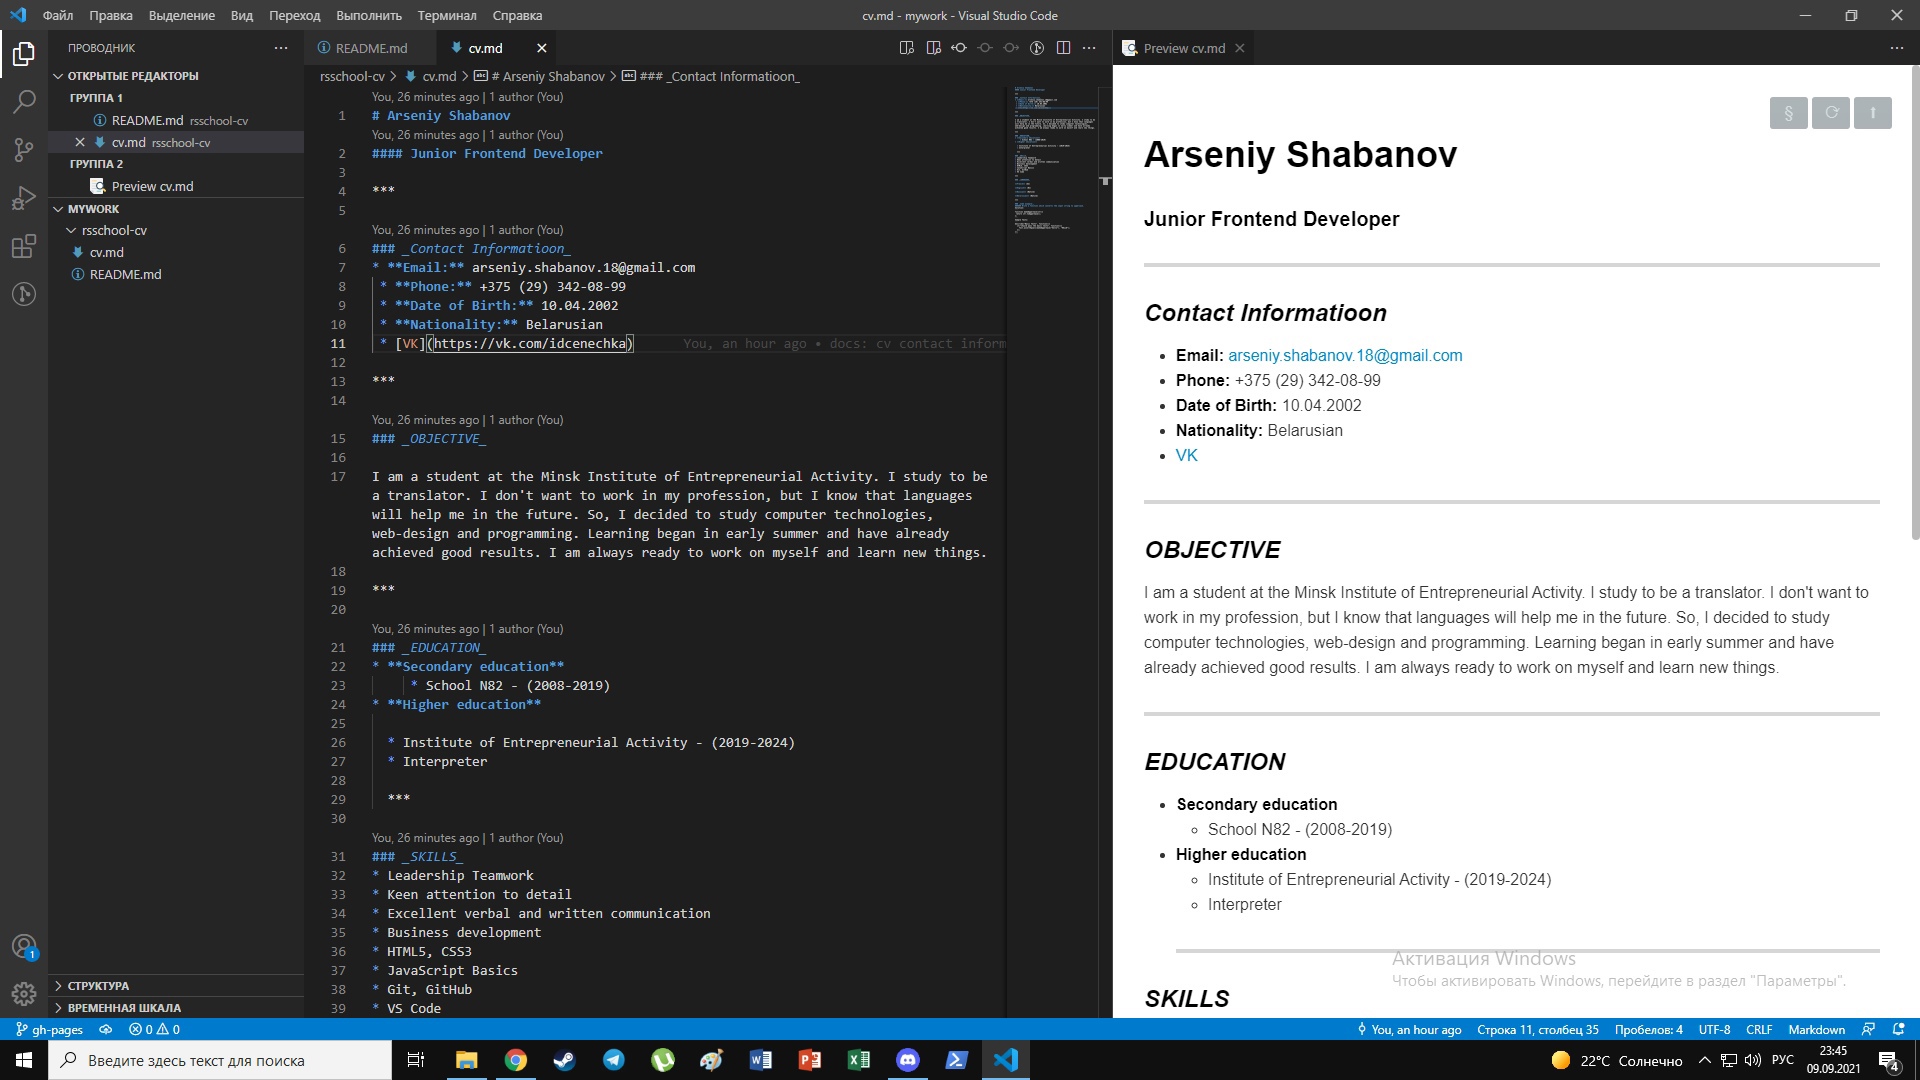 Файл Правка Выделение Вид Переход Выполнить Терминал Справка
cv.md - mywork - Visual Studio Code
ПРОВОДНИК
ОТКРЫТЫЕ РЕДАКТОРЫ
ГРУППА 1
README.md rsschool-cv
cv.md rsschool-cv
ГРУППА 2
Preview cv.md
MYWORK
rsschool-cv
cv.md
README.md
СТРУКТУРА
ВРЕМЕННАЯ ШКАЛА
README.md cv.md
rsschool-cv > cv.md > # Arseniy Shabanov > ### _Contact Informatioon_
You, 26 minutes ago | 1 author (You)
1 # Arseniy Shabanov
You, 26 minutes ago | 1 author (You)
2 #### Junior Frontend Developer
3
4 ***
5
You, 26 minutes ago | 1 author (You)
6 ### _Contact Informatioon_
7 * **Email:** arseniy.shabanov.18@gmail.com
8 * **Phone:** +375 (29) 342-08-99
9 * **Date of Birth:** 10.04.2002
10 * **Nationality:** Belarusian
11 * [VK](https://vk.com/idcenechka) You, an hour ago • docs: cv contact inform
12
13 ***
14
You, 26 minutes ago | 1 author (You)
15 ### _OBJECTIVE_
16
17 I am a student at the Minsk Institute of Entrepreneurial Activity. I study to be
a translator. I don't want to work in my profession, but I know that languages
will help me in the future. So, I decided to study computer technologies,
web-design and programming. Learning began in early summer and have already
achieved good results. I am always ready to work on myself and learn new things.
18
19 ***
20
You, 26 minutes ago | 1 author (You)
21 ### _EDUCATION_
22 * **Secondary education**
23 * School N82 - (2008-2019)
24 * **Higher education**
25
26 * Institute of Entrepreneurial Activity - (2019-2024)
27 * Interpreter
28
29 ***
30
You, 26 minutes ago | 1 author (You)
31 ### _SKILLS_
32 * Leadership Teamwork
33 * Keen attention to detail
34 * Excellent verbal and written communication
35 * Business development
36 * HTML5, CSS3
37 * JavaScript Basics
38 * Git, GitHub
39 * VS Code
Preview cv.md
§
Arseniy Shabanov
Junior Frontend Developer
Contact Informatioon
• Email: arseniy.shabanov.18@gmail.com
• Phone: +375 (29) 342-08-99
• Date of Birth: 10.04.2002
• Nationality: Belarusian
• VK
OBJECTIVE
I am a student at the Minsk Institute of Entrepreneurial Activity. I study to be a translator. I don't want to
work in my profession, but I know that languages will help me in the future. So, I decided to study
computer technologies, web-design and programming. Learning began in early summer and have
already achieved good results. I am always ready to work on myself and learn new things.
EDUCATION
• Secondary education
◦ School N82 - (2008-2019)
• Higher education
◦ Institute of Entrepreneurial Activity - (2019-2024)
◦ Interpreter
Активация Windows
Чтобы активировать Windows, перейдите в раздел "Параметры".
SKILLS
1
gh-pages 0 0
You, an hour ago Строка 11, столбец 35 Пробелов: 4 UTF-8 CRLF Markdown
Введите здесь текст для поиска
22°C Солнечно РУС
23:45
09.09.2021
4